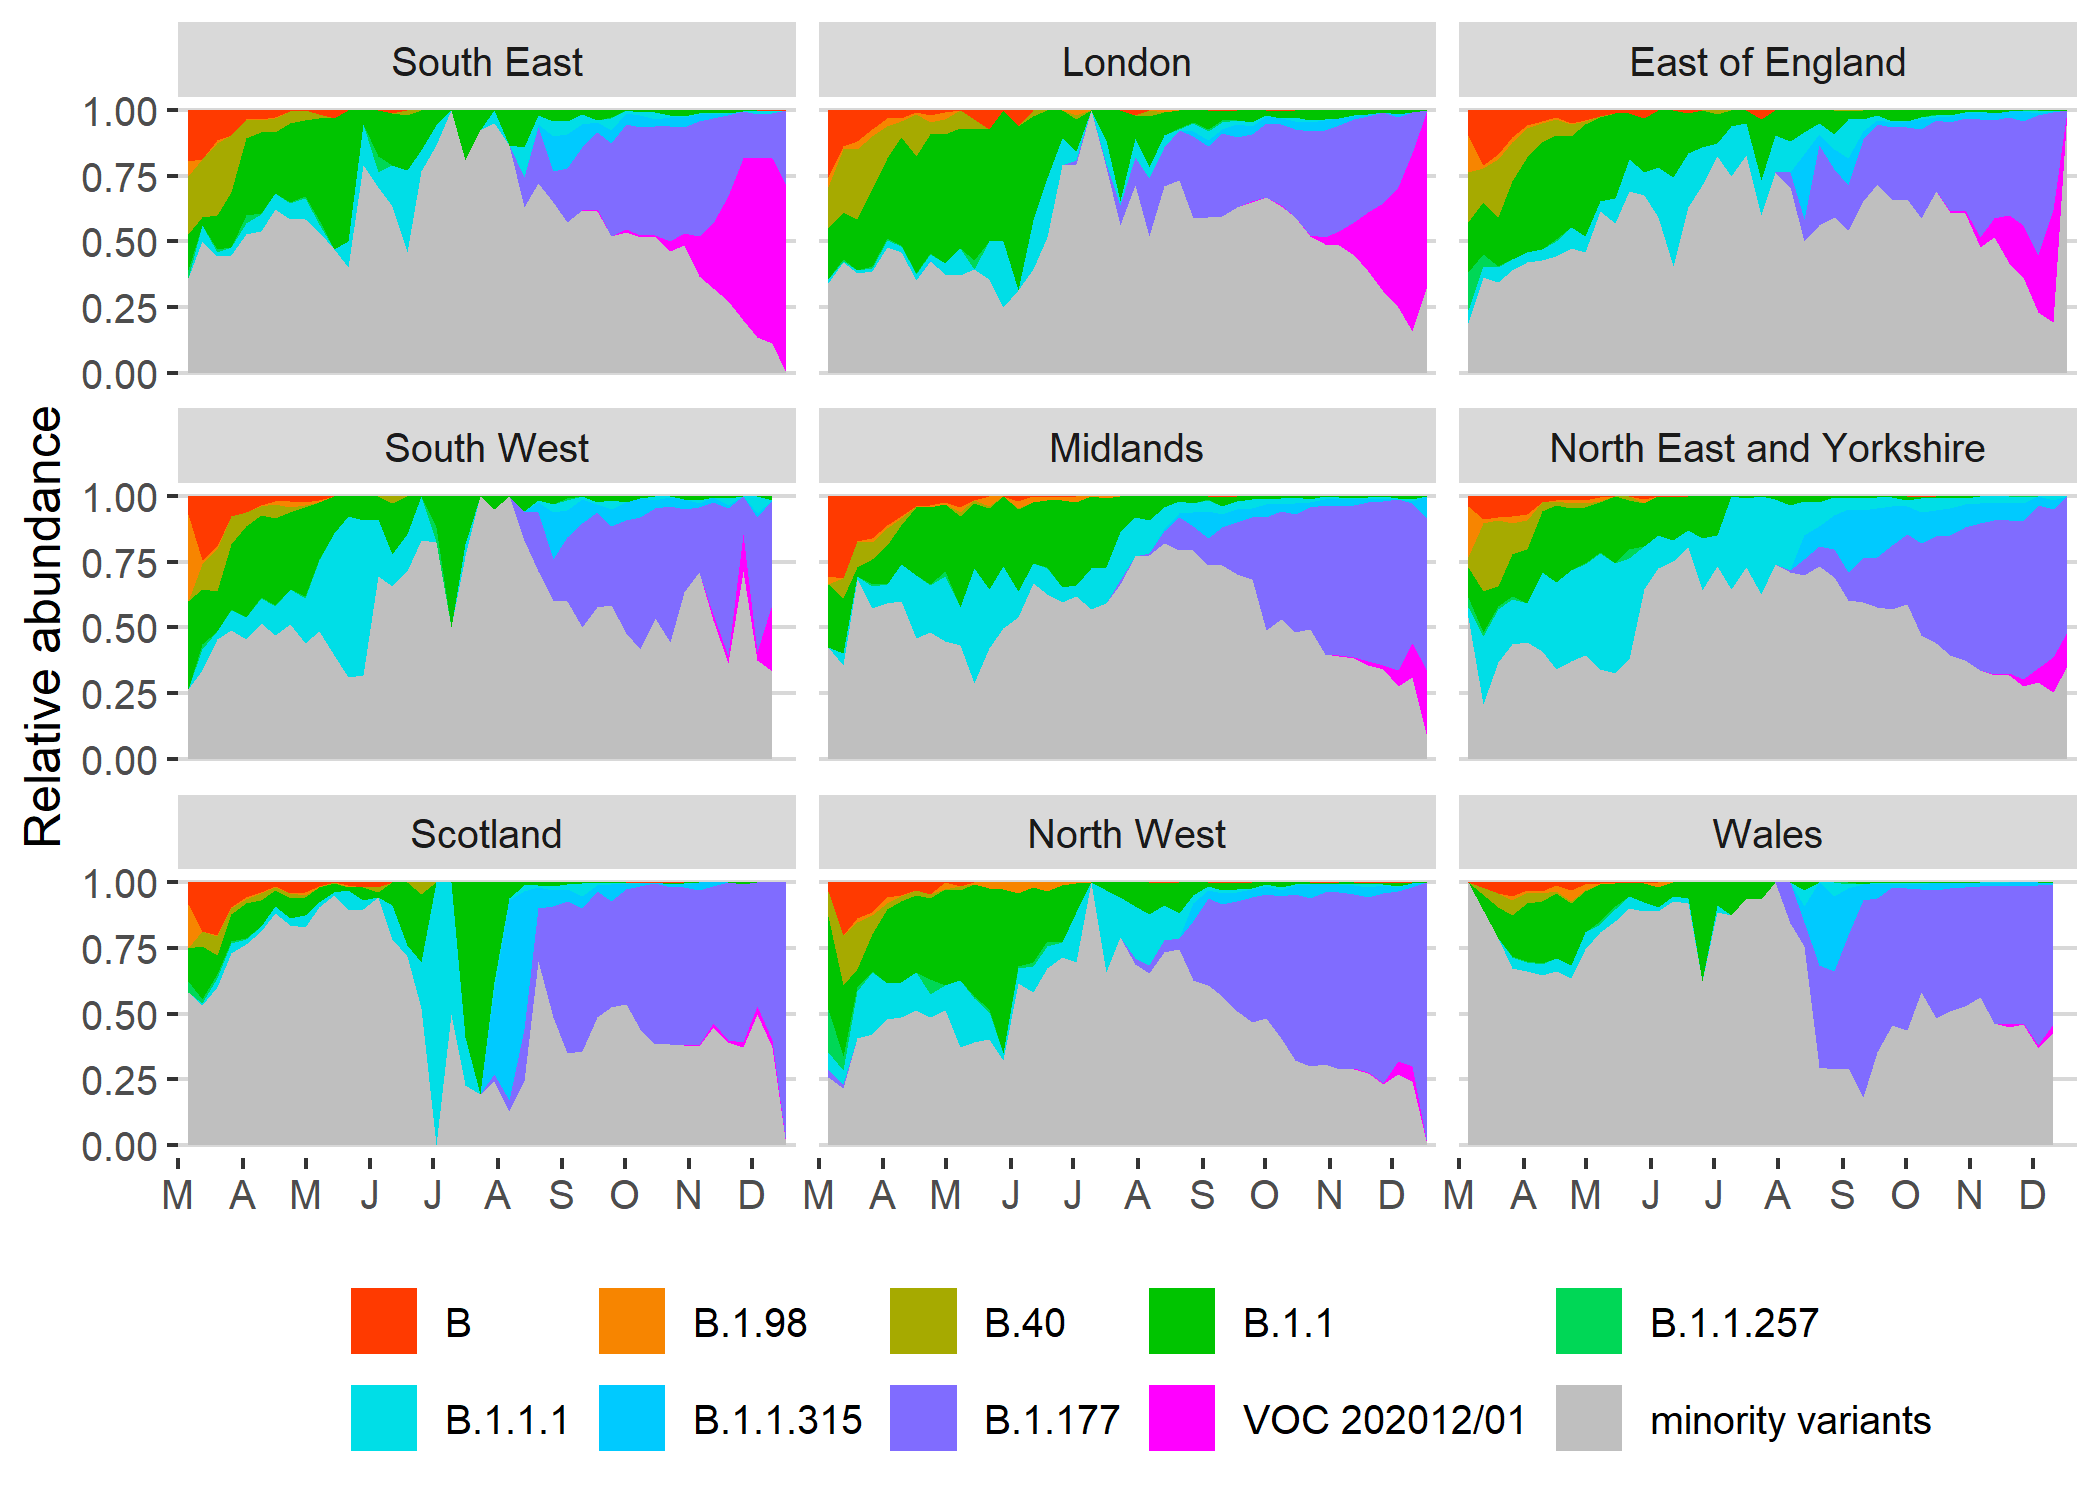 South East London East of England
1.00
0.75
0.50
0.25
0.00
South West Midlands North East and Yorkshire
1.00
0.75
0.50
0.25
0.00
Relative abundance
Scotland North West Wales
1.00
0.75
0.50
0.25
0.00
M A M J J A S O N D M A M J J A S O N D M A M J J A S O N D
B B.1.98 B.40 B.1.1 B.1.1.257
B.1.1.1 B.1.1.315 B.1.177 VOC 202012/01 minority variants